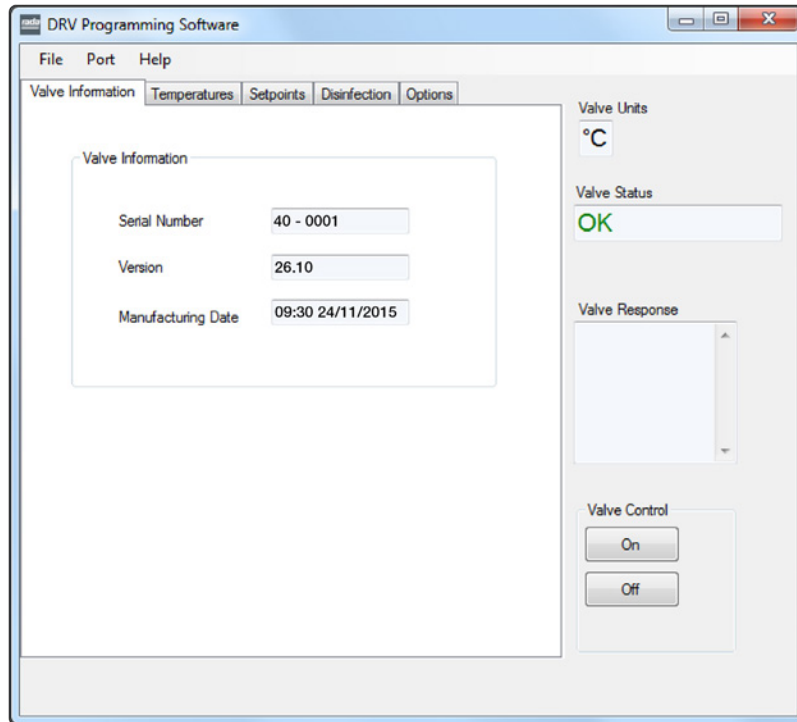 rada DRV Programming Software
File Port Help
Valve Information Temperatures Setpoints Disinfection Options
Valve Information
Serial Number 40 - 0001
Version 26.10
Manufacturing Date 09:30 24/11/2015
Valve Units
°C
Valve Status
OK
Valve Response
Valve Control
On
Off